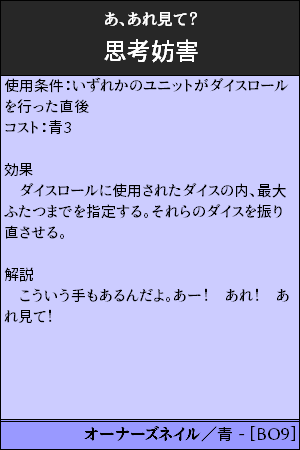 あ、あれ見て？
思考妨害
使用条件：いずれかのユニットがダイスロール
を行った直後
コスト：青3
効果
　ダイスロールに使用されたダイスの内、最大
ふたつまでを指定する。それらのダイスを振り
直させる。
解説
　こういう手もあるんだよ。あー！　あれ！　あ
れ見て！
オーナーズネイル／青 - [BO9]